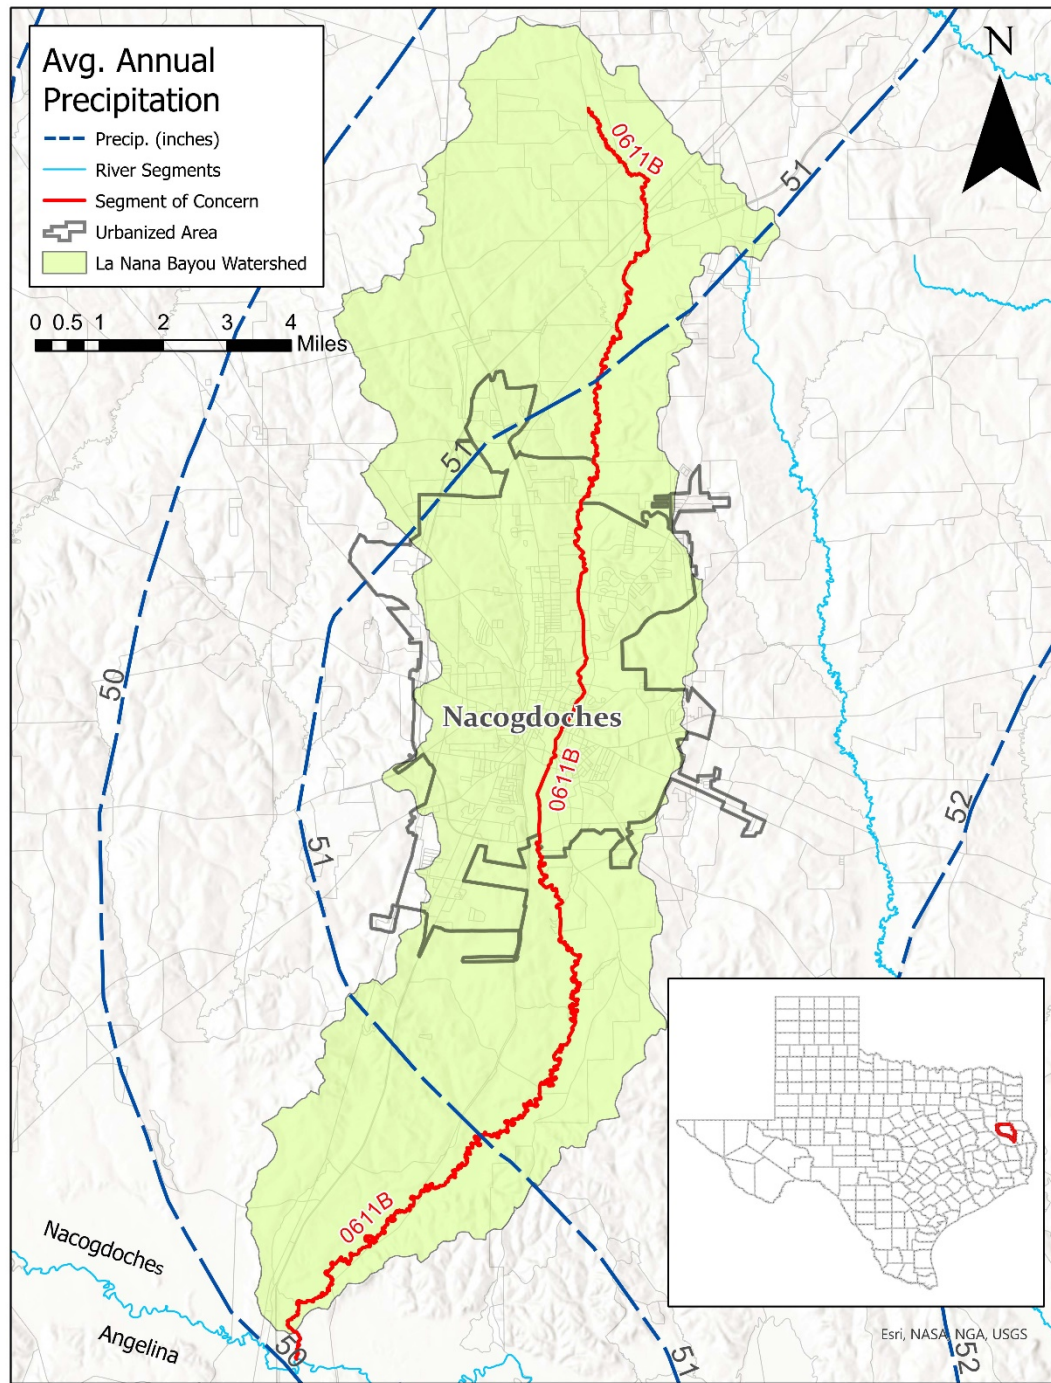 Avg. Annual
Precipitation
Precip. (inches)
River Segments
Segment of Concern
Urbanized Area
La Nana Bayou Watershed
0 0.5 1 2 3 4
Miles
N
0611B
51
51
50
Nacogdoches
0611B
52
51
0611B
Nacogdoches
Angelina
50
51
52
Esri, NASA, NGA, USGS